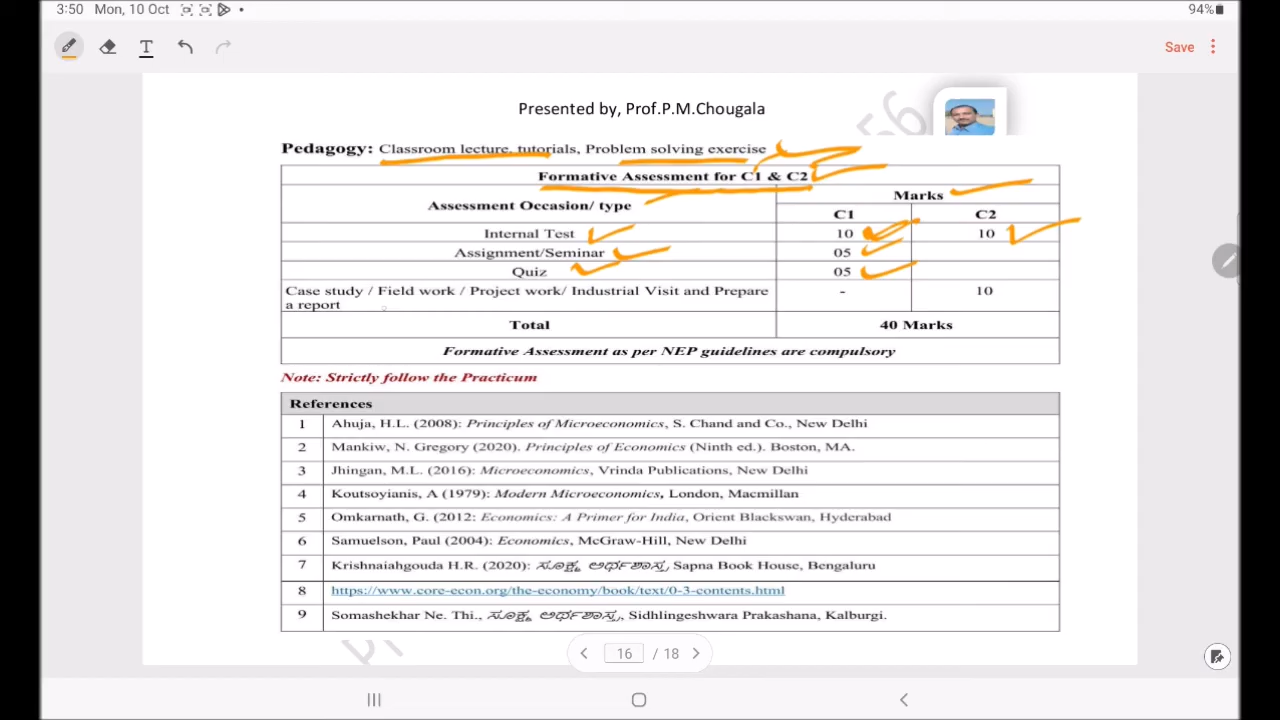 3:50 Mon, 10 Oct
94%
T
Save
56
Presented by, Prof.P.M.Chougala
Pedagogy: Classroom lecture, tutorials, Problem solving exercise
Formative Assessment for C1 & C2
Assessment Occasion/ type Marks
C1 C2
Internal Test 10 10
Assignment/Seminar 05
Quiz 05
Case study / Field work / Project work/ Industrial Visit and Prepare a report - 10
Total 40 Marks
Formative Assessment as per NEP guidelines are compulsory
Note: Strictly follow the Practicum
References
1 Ahuja, H.L. (2008): Principles of Microeconomics, S. Chand and Co., New Delhi
2 Mankiw, N. Gregory (2020). Principles of Economics (Ninth ed.). Boston, MA.
3 Jhingan, M.L. (2016): Microeconomics, Vrinda Publications, New Delhi
4 Koutsoyianis, A (1979): Modern Microeconomics, London, Macmillan
5 Omkarnath, G. (2012: Economics: A Primer for India, Orient Blackswan, Hyderabad
6 Samuelson, Paul (2004): Economics, McGraw-Hill, New Delhi
7 Krishnaiahgouda H.R. (2020): ಸೂಕ್ಷ್ಮ ಅರ್ಥಶಾಸ್ತ್ರ, Sapna Book House, Bengaluru
8 https://www.core-econ.org/the-economy/book/text/0-3-contents.html
9 Somashekhar Ne. Thi., ಸೂಕ್ಷ್ಮ ಅರ್ಥಶಾಸ್ತ್ರ, Sidhlingeshwara Prakashana, Kalburgi.
16 / 18